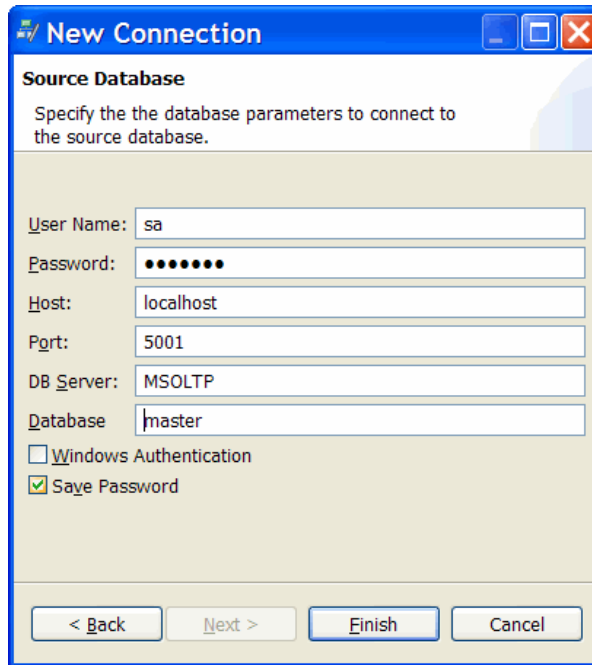 New Connection
Source Database
Specify the the database parameters to connect to
the source database.
User Name: sa
Password: •••••••
Host: localhost
Port: 5001
DB Server: MSOLTP
Database master
Windows Authentication
Save Password
< Back Next > Finish Cancel